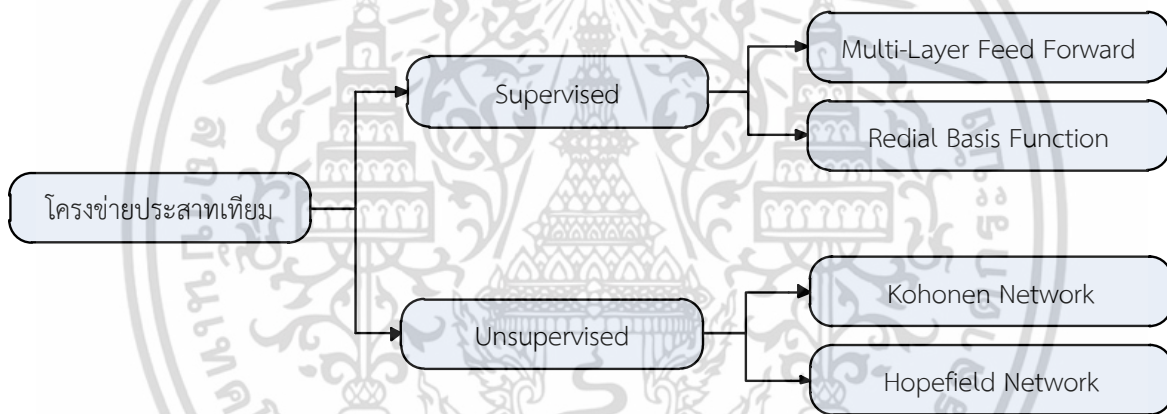 Multi-Layer Feed Forward
Supervised
Redial Basis Function
โครงข่ายประสาทเทียม
Kohonen Network
Unsupervised
Hopefield Network